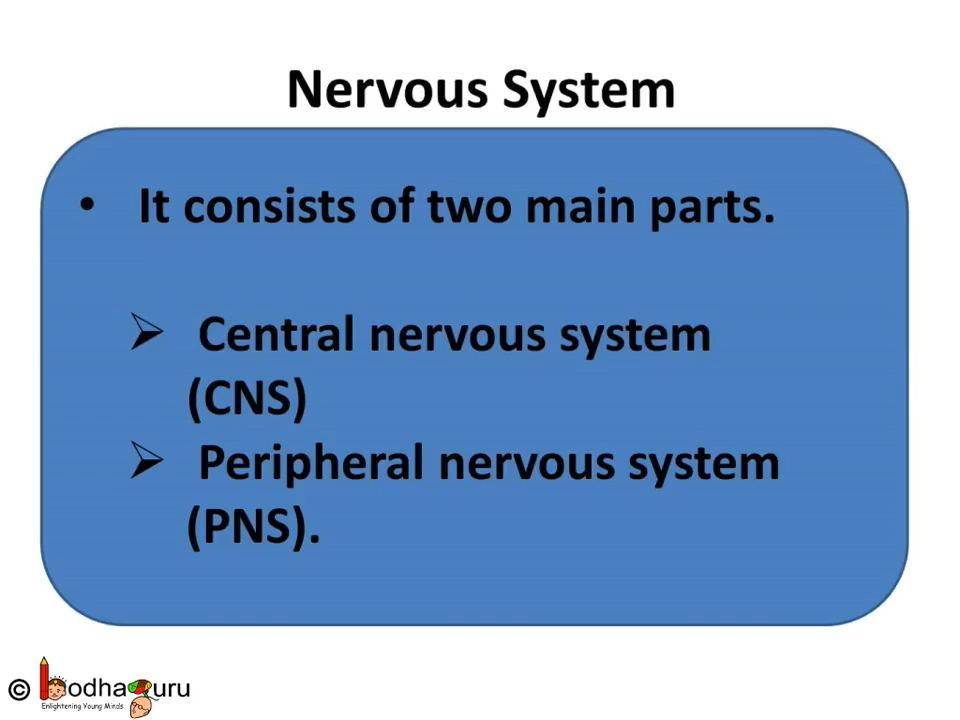 Nervous System
• It consists of two main parts.
➢ Central nervous system
(CNS)
➢ Peripheral nervous system
(PNS).
© BodhaGuru
Enlightening Young Minds